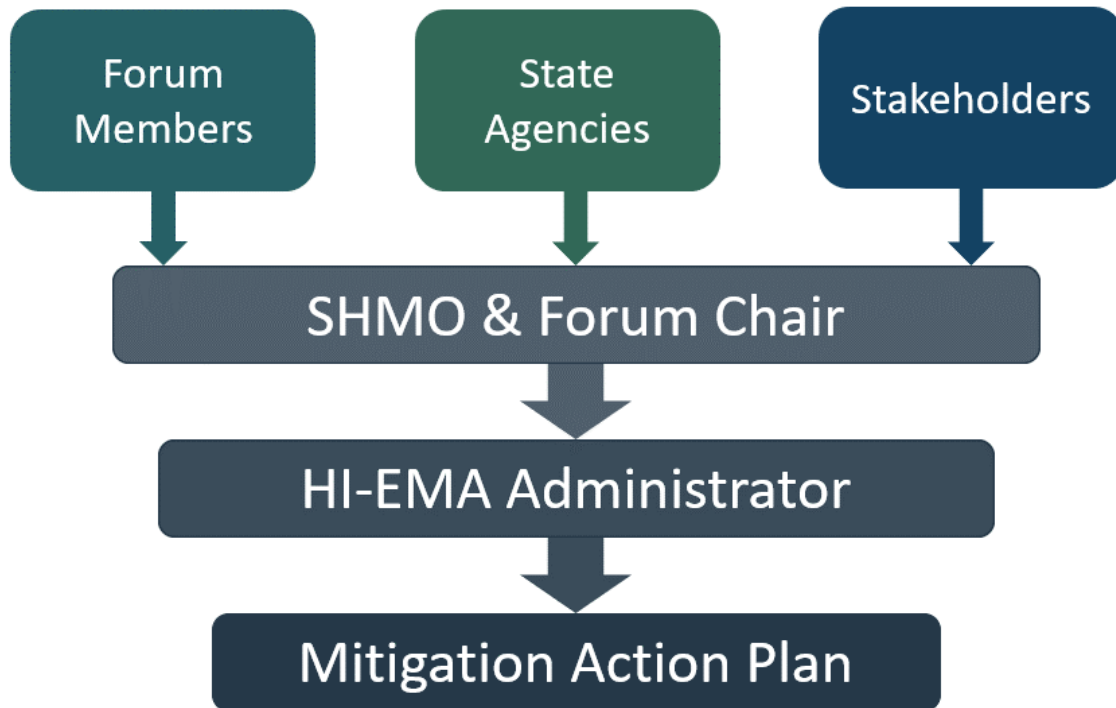 Forum
Members
State
Agencies
Stakeholders
SHMO & Forum Chair
HI-EMA Administrator
Mitigation Action Plan